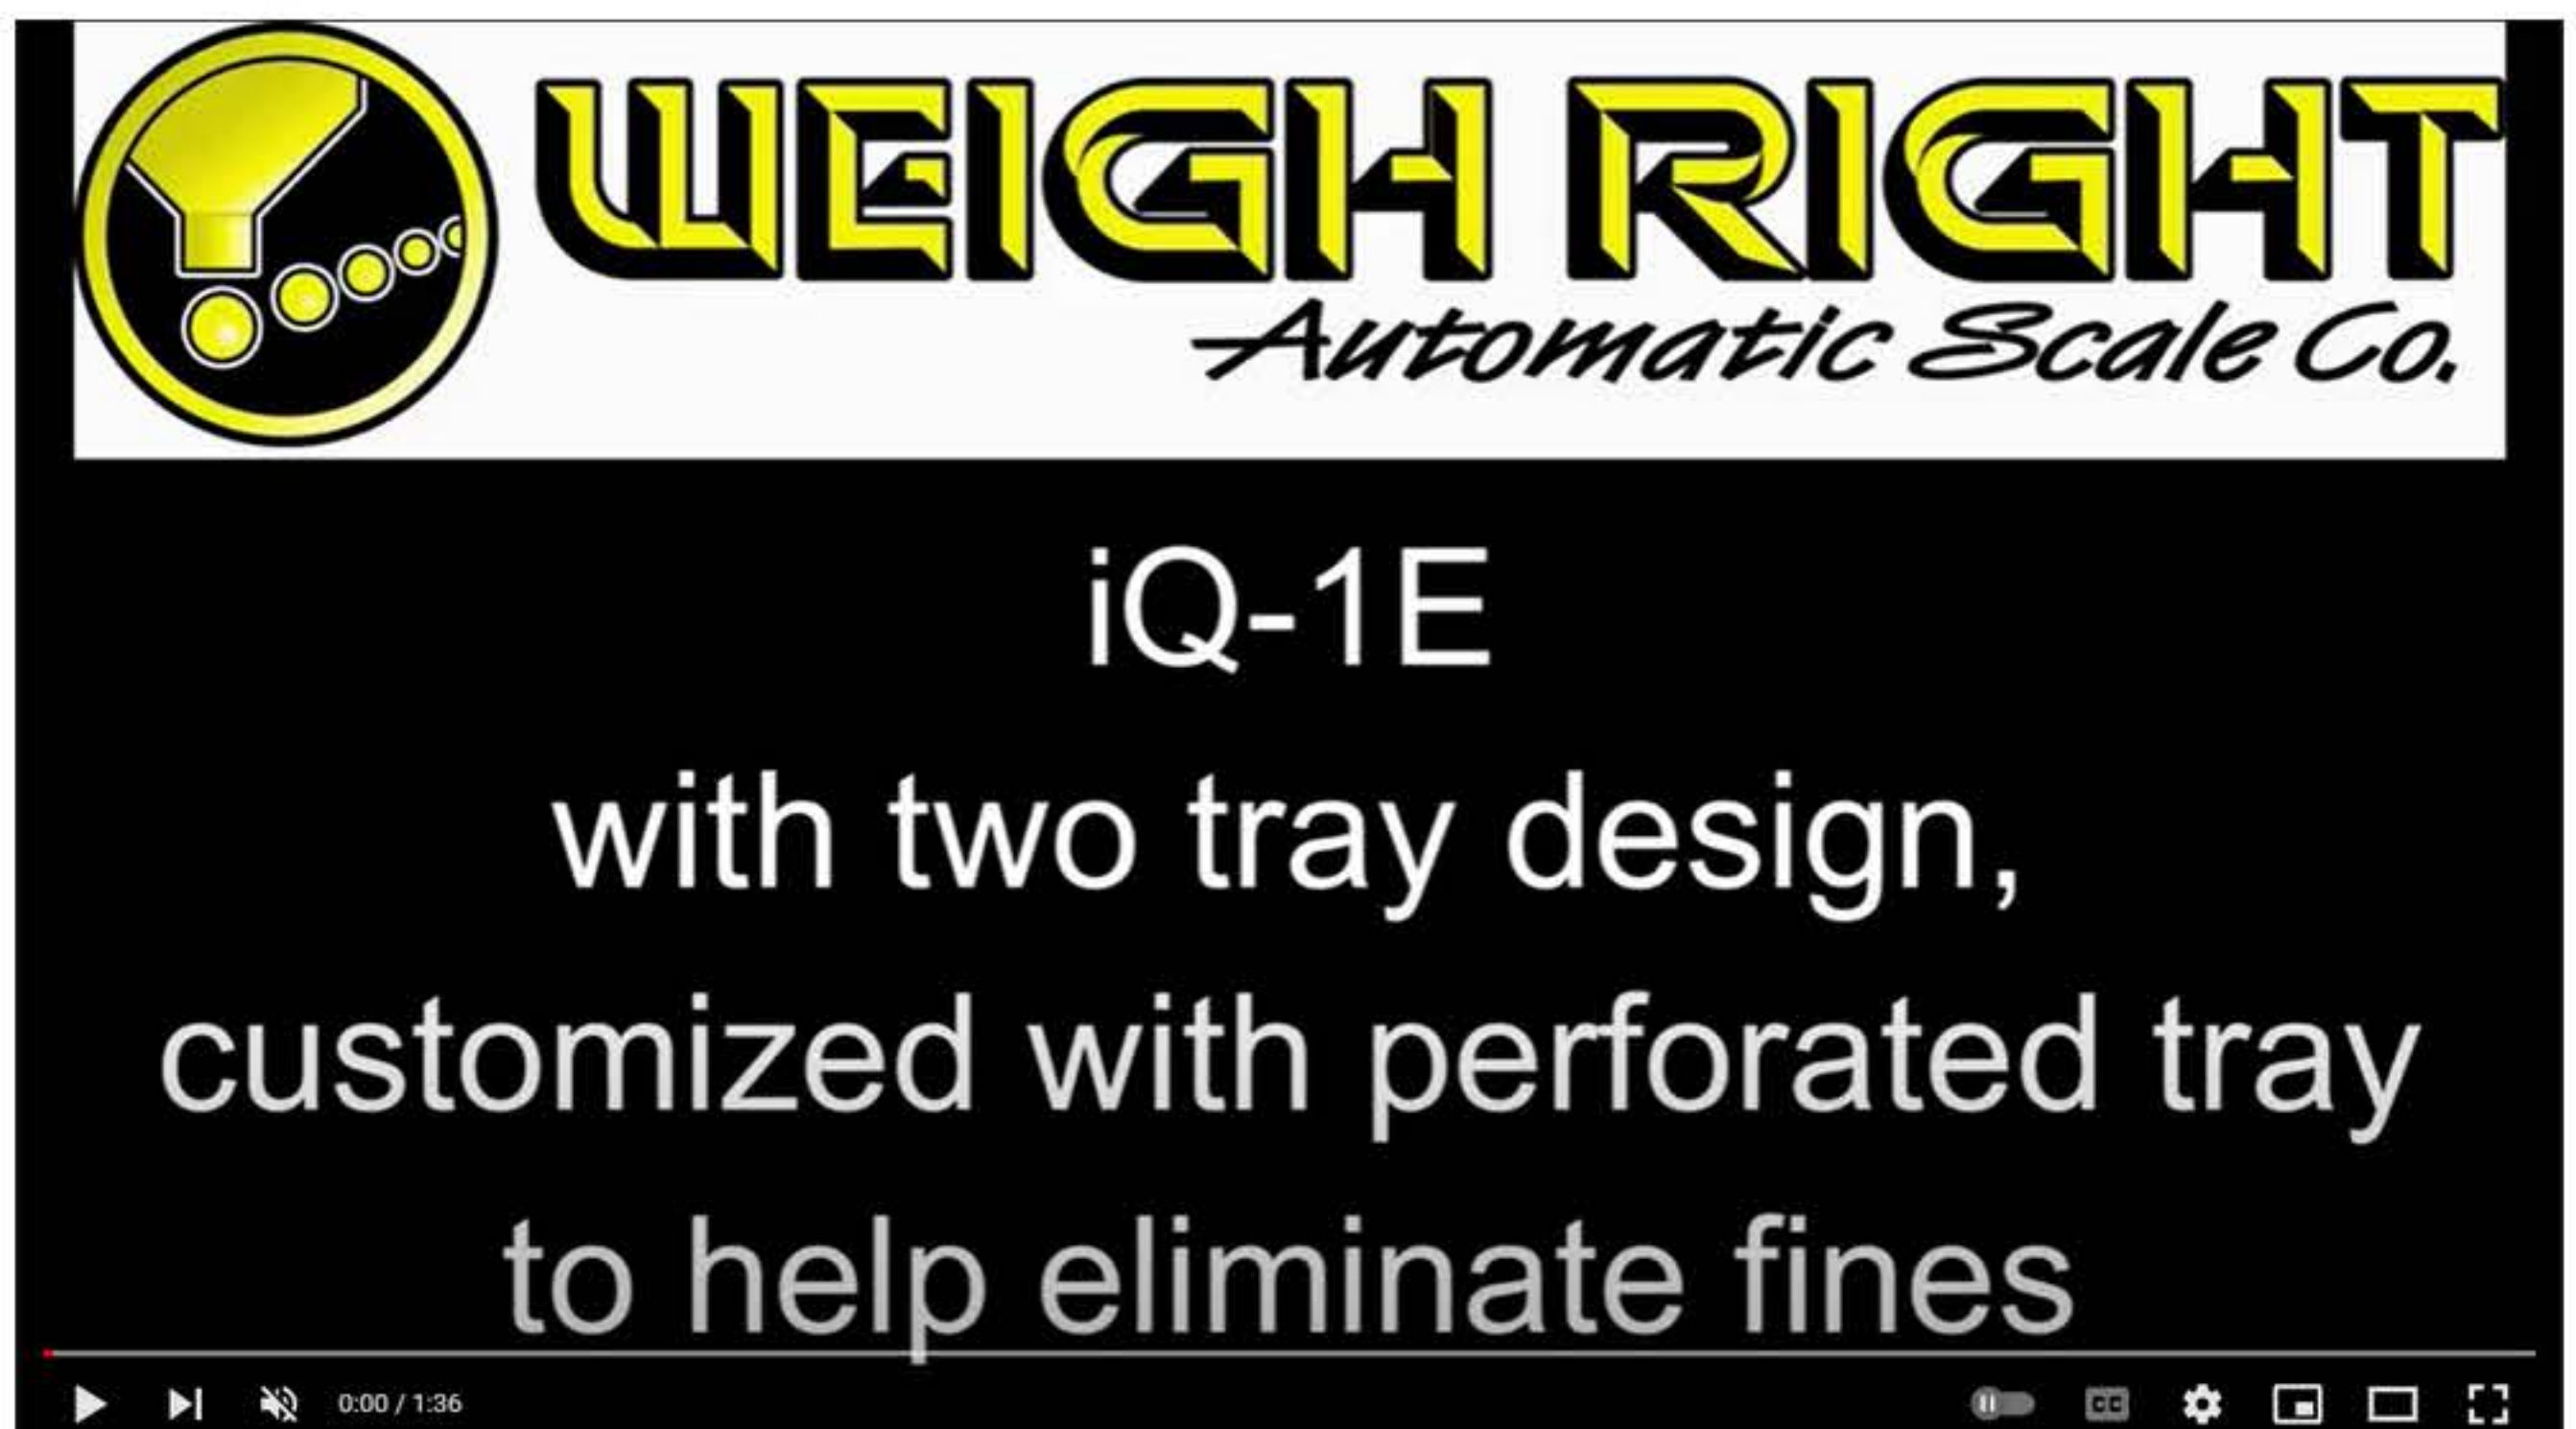 WEIGH RIGHT
Automatic Scale Co.
iQ-1E
with two tray design,
customized with perforated tray
to help eliminate fines
0:00 / 1:36
CC